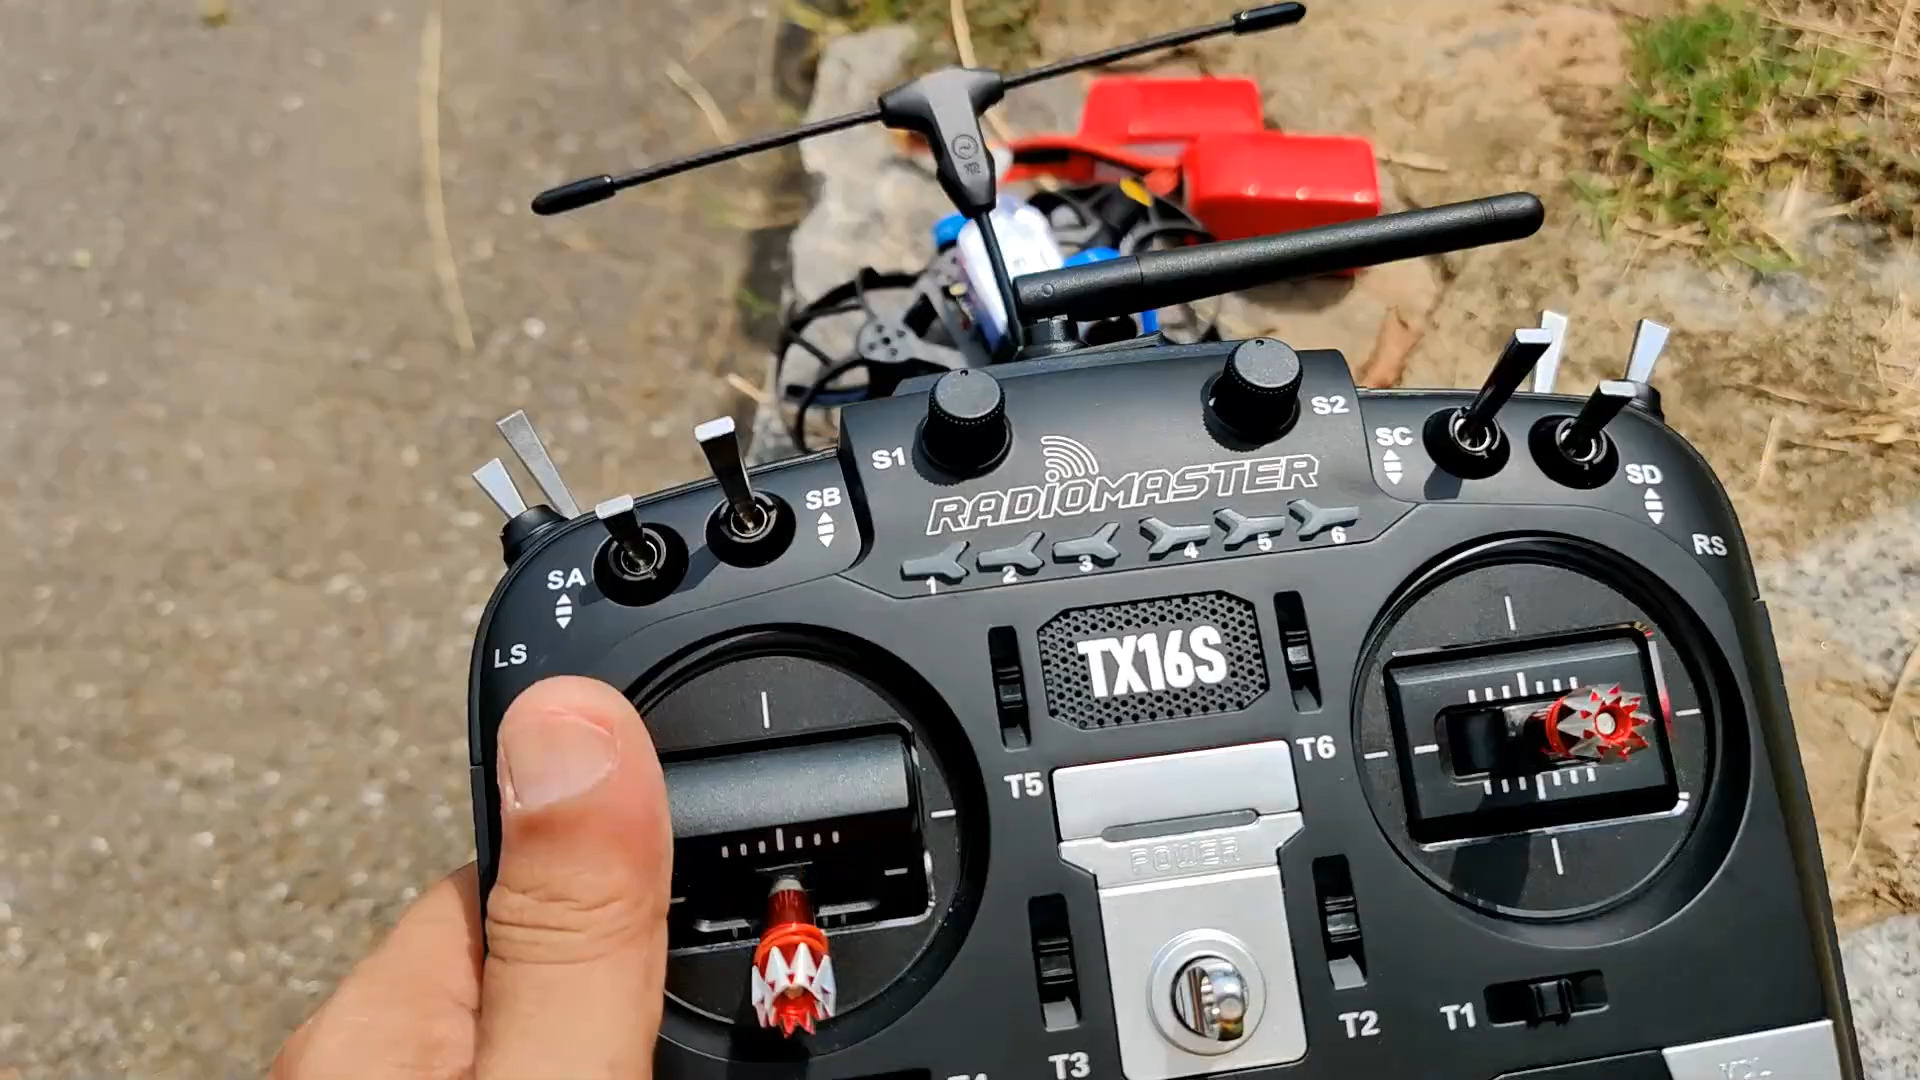 S1
S2
SC
SD
RADIOMASTER
SB
SA
1 2 3 4 5 6
LS
RS
TX16S
T5
T6
POWER
T3
T2
T1